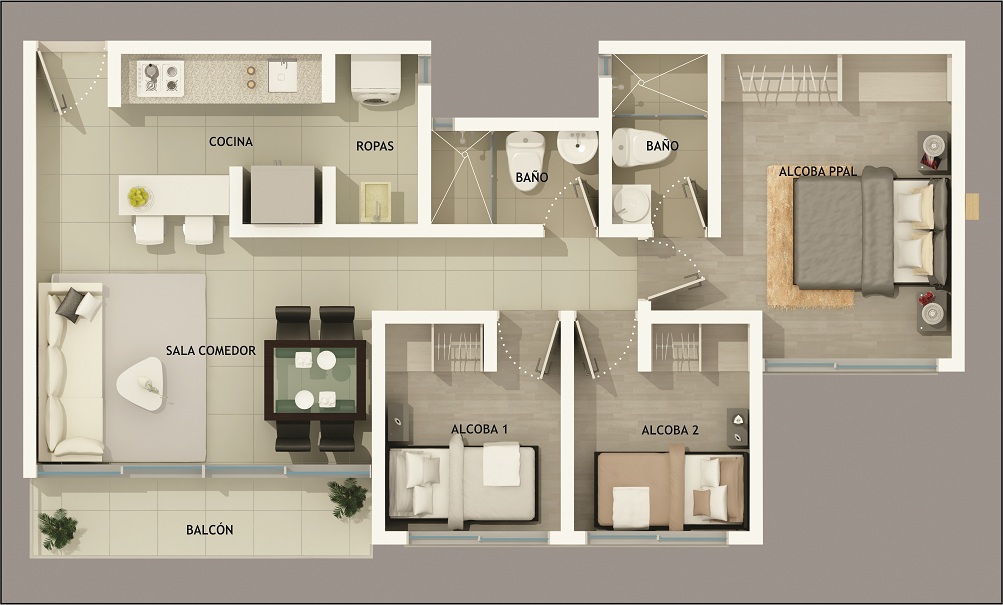 COCINA
ROPAS
BAÑO
BAÑO
ALCOBA PPAL
SALA COMEDOR
ALCOBA 1
ALCOBA 2
BALCÓN